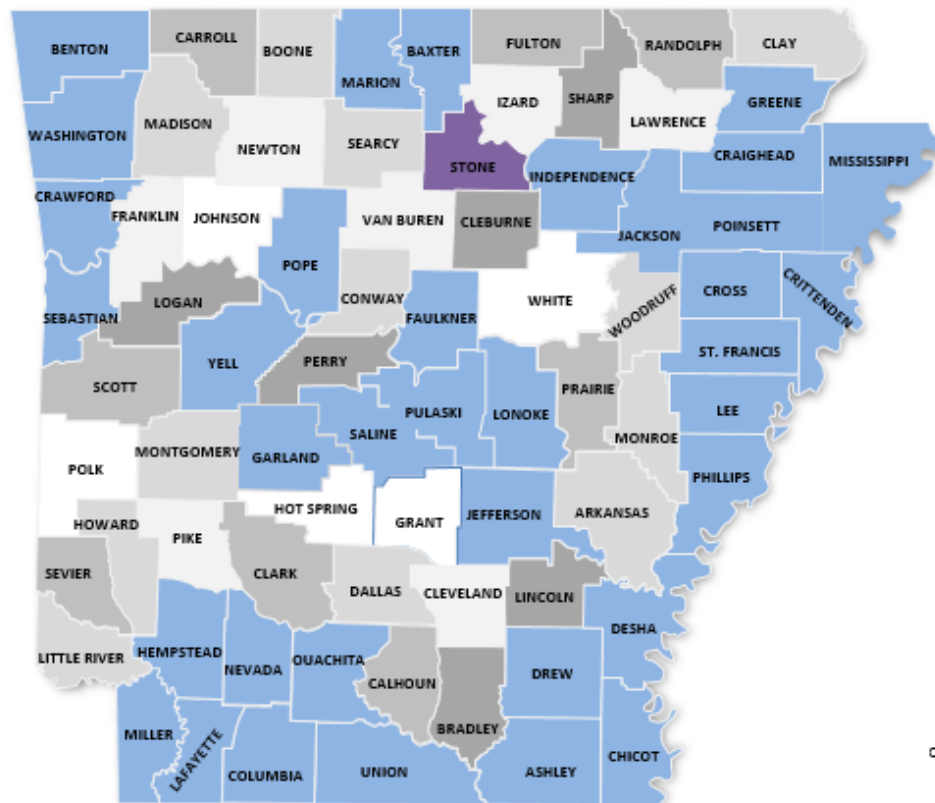 BENTON
CARROLL
BOONE
MARION
BAXTER
FULTON
RANDOLPH
CLAY
IZARD
SHARP
GREENE
WASHINGTON
MADISON
NEWTON
SEARCY
STONE
LAWRENCE
INDEPENDENCE
CRAIGHEAD
MISSISSIPPI
CRAWFORD
FRANKLIN
JOHNSON
POPE
VAN BUREN
CLEBURNE
JACKSON
POINSETT
SEBASTIAN
LOGAN
CONWAY
FAULKNER
WHITE
WOODRUFF
CROSS
CRITTENDEN
SCOTT
YELL
PERRY
PRAIRIE
ST. FRANCIS
POLK
MONTGOMERY
GARLAND
SALINE
PULASKI
LONOKE
MONROE
LEE
PHILLIPS
HOWARD
PIKE
HOT SPRING
GRANT
JEFFERSON
ARKANSAS
SEVIER
CLARK
DALLAS
CLEVELAND
LINCOLN
DESHA
LITTLE RIVER
HEMPSTEAD
NEVADA
OUACHITA
CALHOUN
BRADLEY
DREW
MILLER
LAFAYETTE
COLUMBIA
UNION
ASHLEY
CHICOT